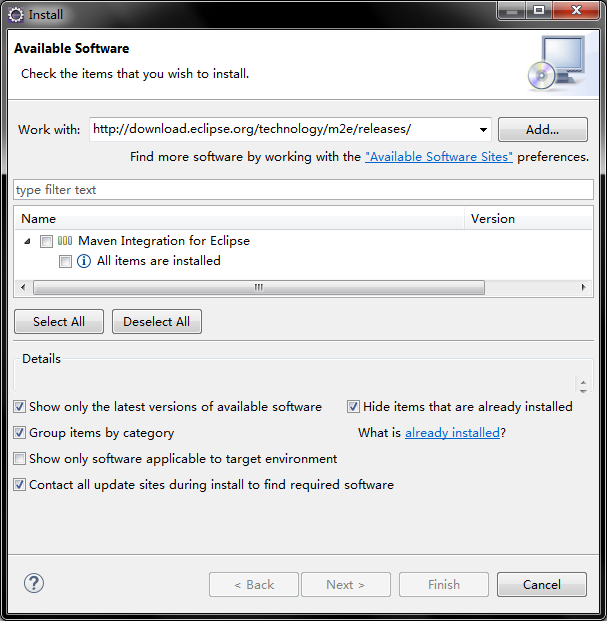 Install
Available Software
Check the items that you wish to install.
Work with: http://download.eclipse.org/technology/m2e/releases/ Add...
Find more software by working with the "Available Software Sites" preferences.
type filter text
Name Version
Maven Integration for Eclipse
All items are installed
Select All Deselect All
Details
Show only the latest versions of available software Hide items that are already installed
Group items by category What is already installed?
Show only software applicable to target environment
Contact all update sites during install to find required software
? < Back Next > Finish Cancel